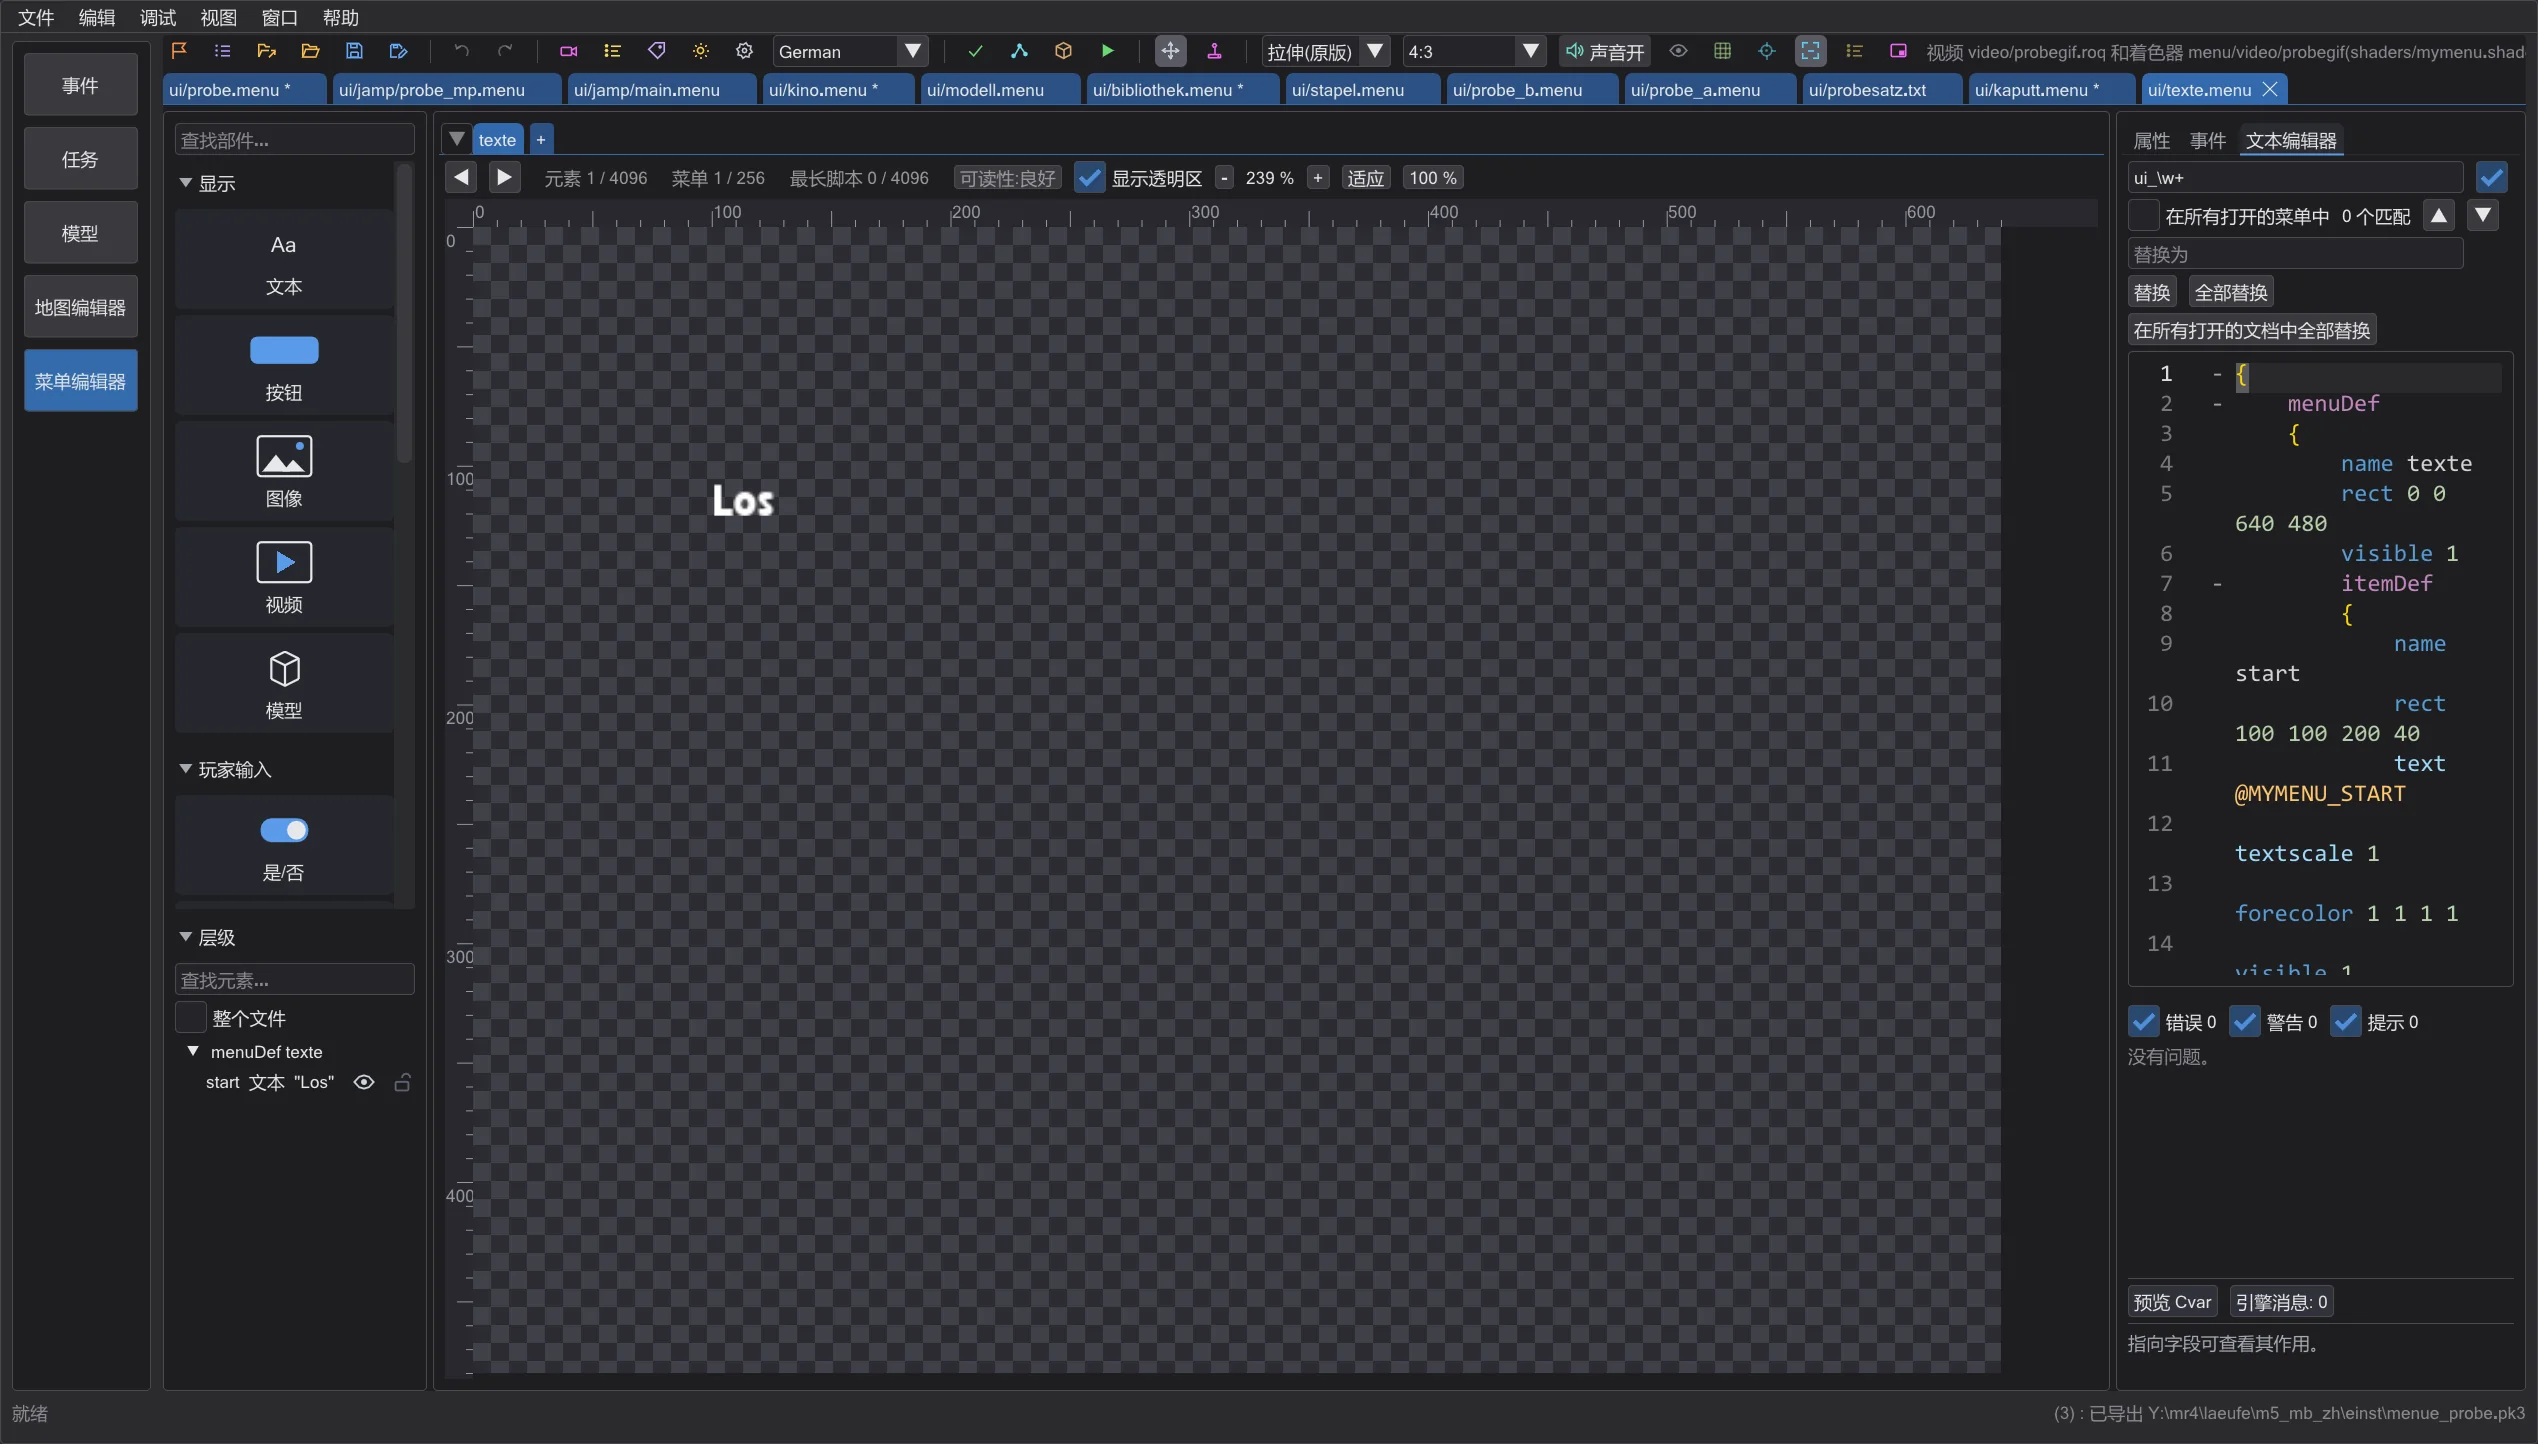 文件 编辑 调试 视图 窗口 帮助
German 拉伸(原版) 4:3 声音开 视频 video/probegif.roq 和着色器 menu/video/probegif(shaders/mymenu.shad
ui/probe.menu * ui/jamp/probe_mp.menu ui/jamp/main.menu ui/kino.menu * ui/modell.menu ui/bibliothek.menu * ui/stapel.menu ui/probe_b.menu ui/probe_a.menu ui/probesatz.txt ui/kaputt.menu * ui/texte.menu
事件
任务
模型
地图编辑器
菜单编辑器
查找部件...
显示
Aa
文本
按钮
图像
视频
模型
玩家输入
是/否
层级
查找元素...
整个文件
menuDef texte
start 文本 "Los"
texte +
元素 1 / 4096 菜单 1 / 256 最长脚本 0 / 4096 可读性:良好 显示透明区 - 239 % + 适应 100 %
0 100 200 300 400 500 600
0
100
200
300
400
Los
属性 事件 文本编辑器
ui_\w+
在所有打开的菜单中 0 个匹配
替换为
替换 全部替换
在所有打开的文档中全部替换
1 - {
2 - menuDef
3 {
4 name texte
5 rect 0 0
640 480
6 visible 1
7 - itemDef
8 {
9 name
start
10 rect
100 100 200 40
11 text
@MYMENU_START
12
textscale 1
13
forecolor 1 1 1 1
14
visible 1
错误 0 警告 0 提示 0
没有问题。
预览 Cvar 引擎消息: 0
指向字段可查看其作用。
就绪
(3) : 已导出 Y:\mr4\laeufe\m5_mb_zh\einst\menue_probe.pk3